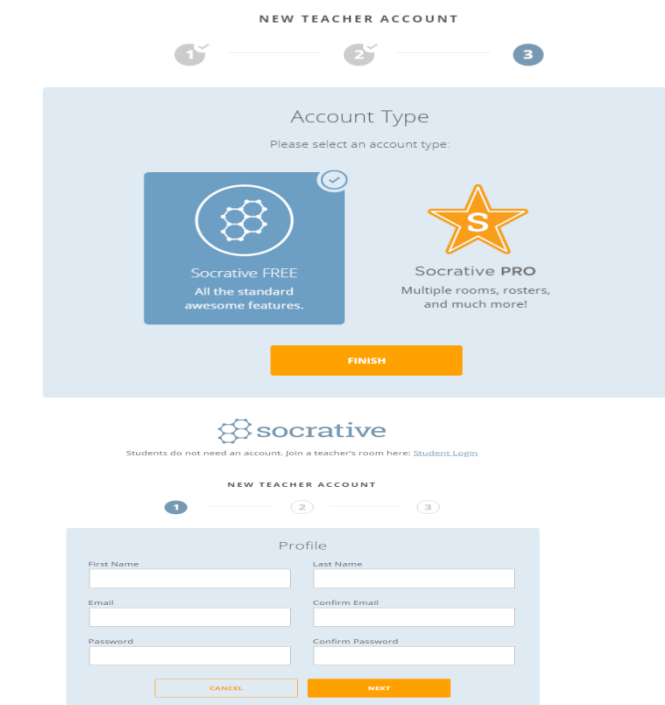 NEW TEACHER ACCOUNT
1 2 3
Account Type
Please select an account type:
S
Socrative FREE
All the standard
awesome features.
Socrative PRO
Multiple rooms, rosters,
and much more!
FINISH
socrative
Students do not need an account. Join a teacher's room here: Student Login
NEW TEACHER ACCOUNT
1 2 3
Profile
First Name Last Name
Email Confirm Email
Password Confirm Password
CANCEL NEXT